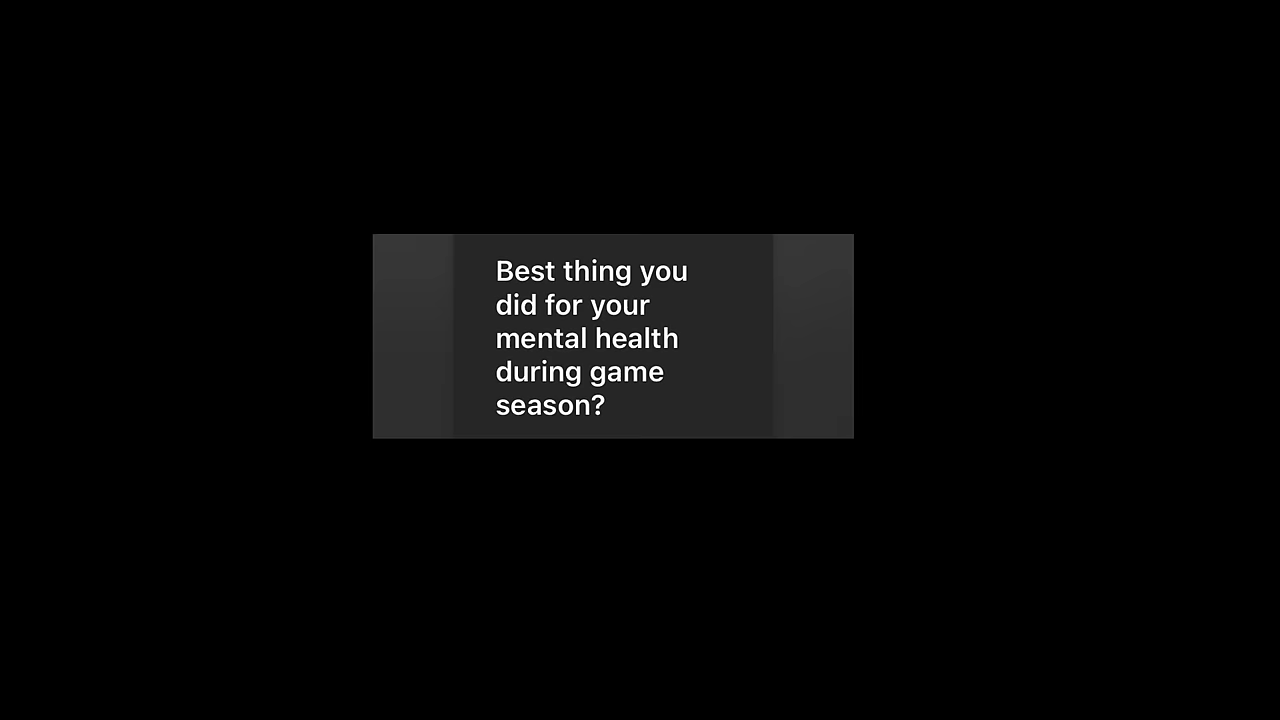 Best thing you
did for your
mental health
during game
season?